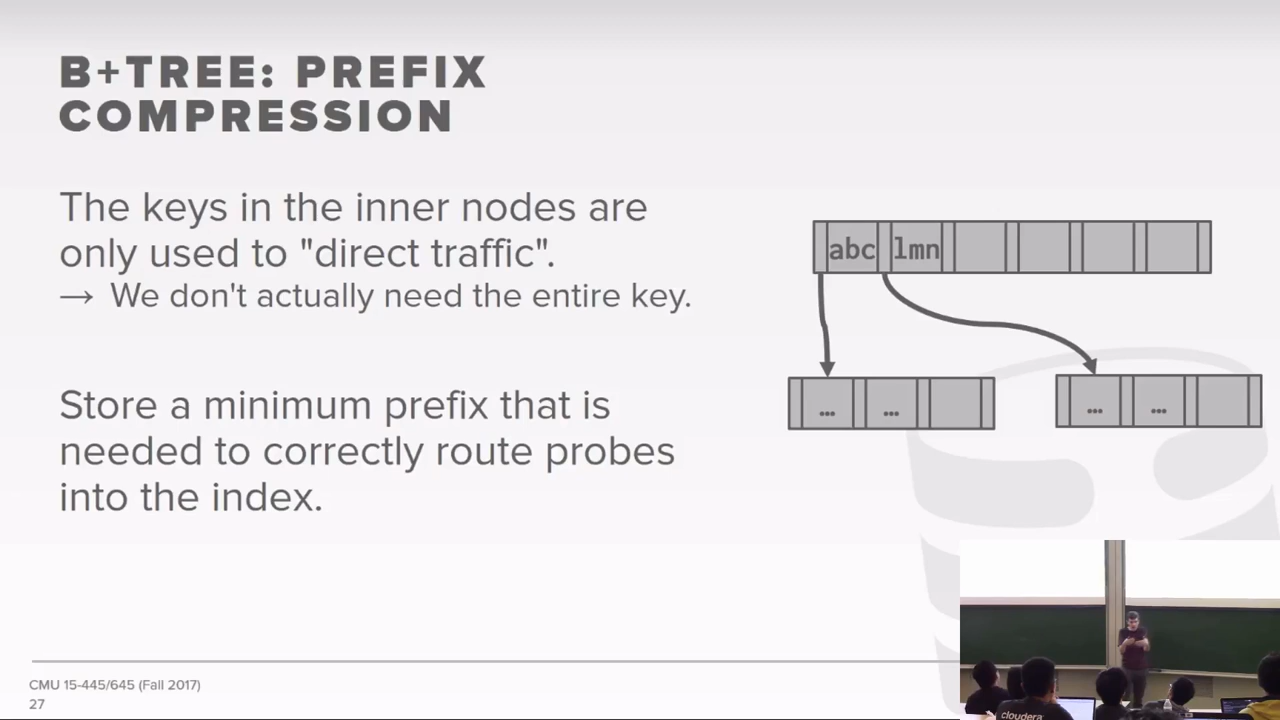 B+TREE: PREFIX
COMPRESSION
The keys in the inner nodes are
only used to "direct traffic".
→ We don't actually need the entire key.
Store a minimum prefix that is
needed to correctly route probes
into the index.
abc lmn
... ... ... ...
CMU 15-445/645 (Fall 2017)
27
cloudera